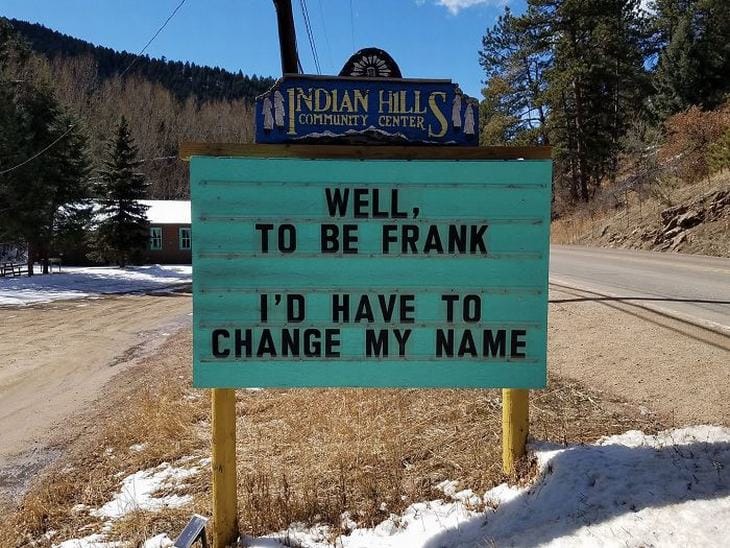 INDIAN HILLS
COMMUNITY CENTER
WELL,
TO BE FRANK
I'D HAVE TO
CHANGE MY NAME